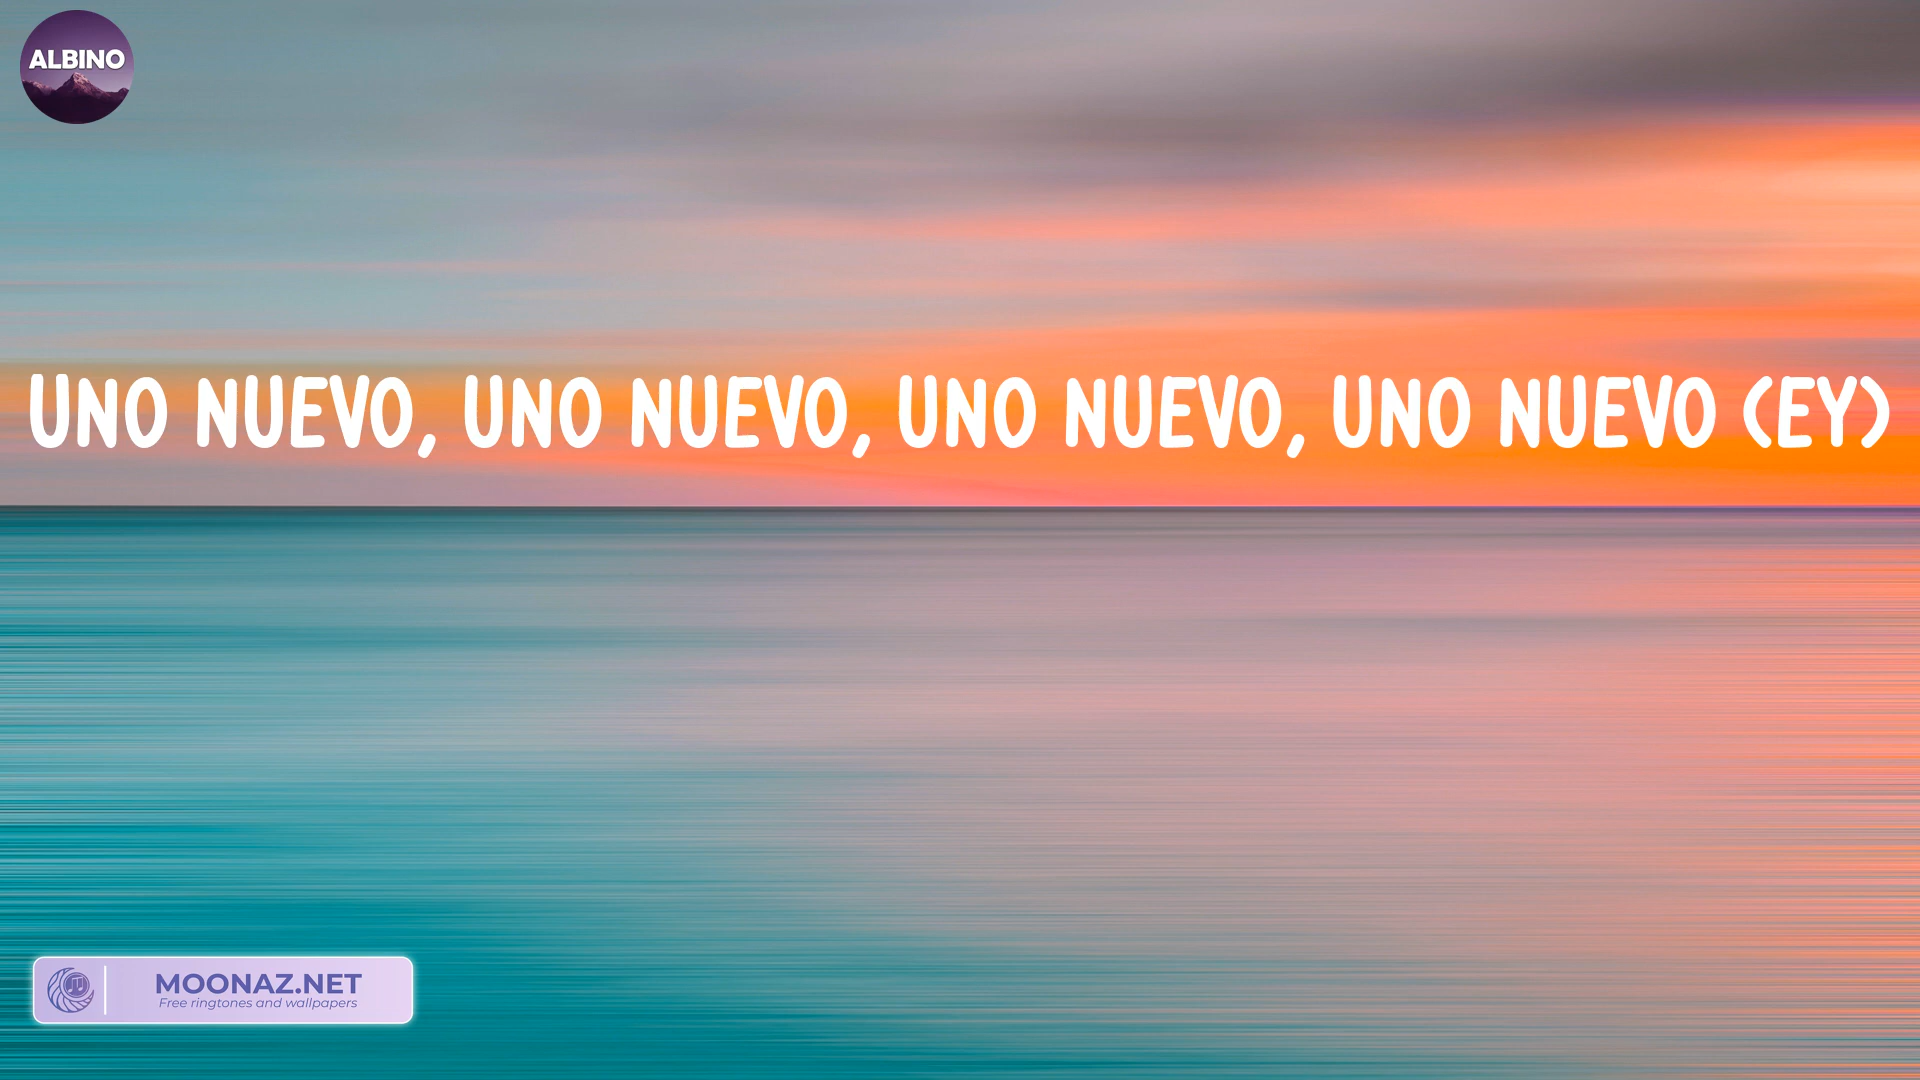 ALBINO
UNO NUEVO, UNO NUEVO, UNO NUEVO, UNO NUEVO (EY)
MOONAZ.NET
Free ringtones and wallpapers